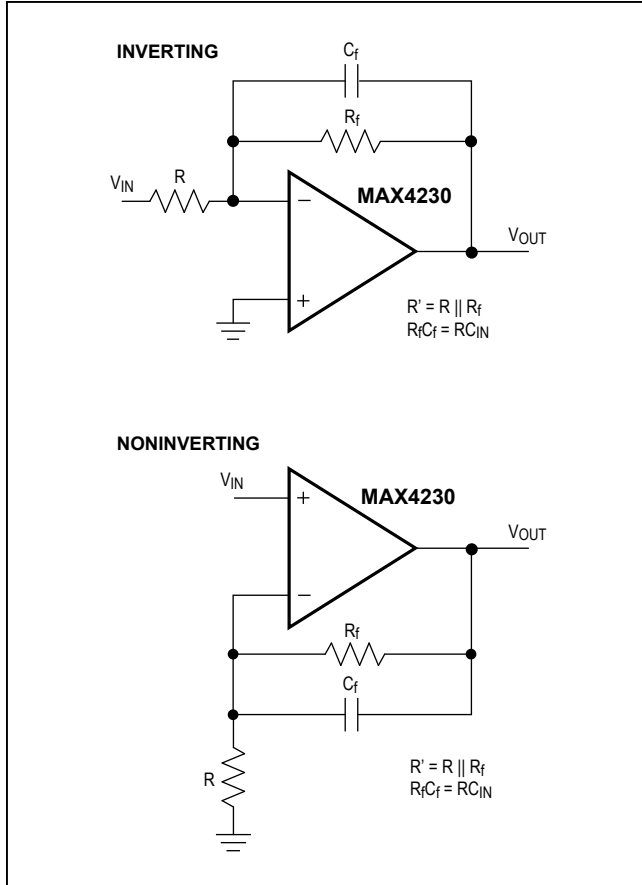 INVERTING
Cf
Rf
R
VIN
−
MAX4230
+
VOUT
R' = R || Rf
RfCf = RCIN
NONINVERTING
VIN
+
MAX4230
VOUT
−
Rf
Cf
R
R' = R || Rf
RfCf = RCIN